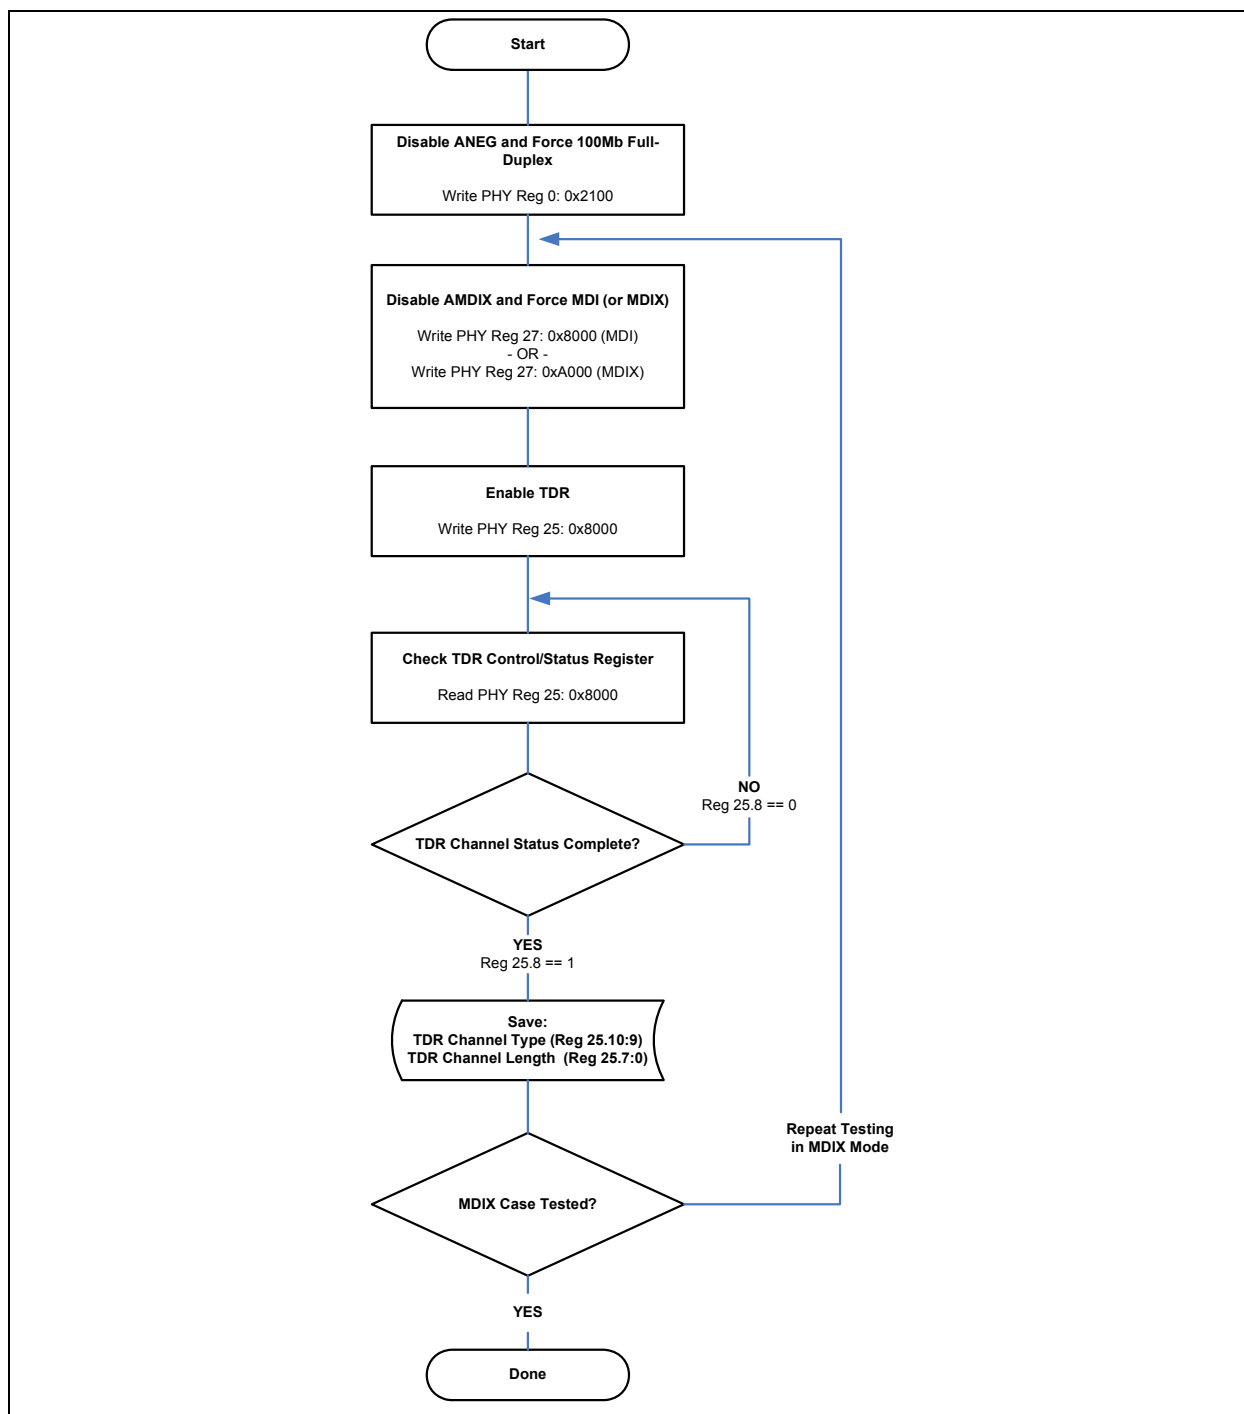 Start
Disable ANEG and Force 100Mb Full-
Duplex
Write PHY Reg 0: 0x2100
Disable AMDIX and Force MDI (or MDIX)
Write PHY Reg 27: 0x8000 (MDI)
- OR -
Write PHY Reg 27: 0xA000 (MDIX)
Enable TDR
Write PHY Reg 25: 0x8000
Check TDR Control/Status Register
Read PHY Reg 25: 0x8000
NO
Reg 25.8 == 0
TDR Channel Status Complete?
YES
Reg 25.8 == 1
Save:
TDR Channel Type (Reg 25.10:9)
TDR Channel Length (Reg 25.7:0)
Repeat Testing
in MDIX Mode
MDIX Case Tested?
YES
Done